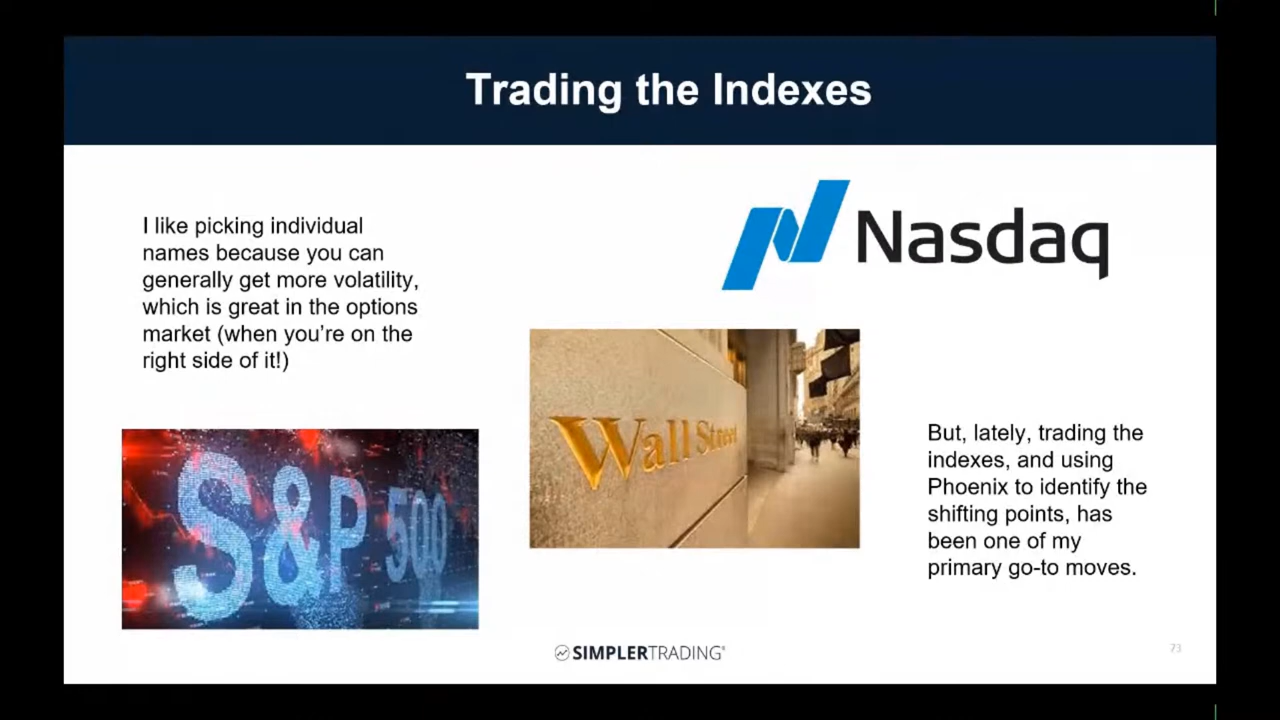 Trading the Indexes
I like picking individual
names because you can
generally get more volatility,
which is great in the options
market (when you’re on the
right side of it!)
Nasdaq
Wall Street
S&P 500
But, lately, trading the
indexes, and using
Phoenix to identify the
shifting points, has
been one of my
primary go-to moves.
SIMPLERTRADING®
73